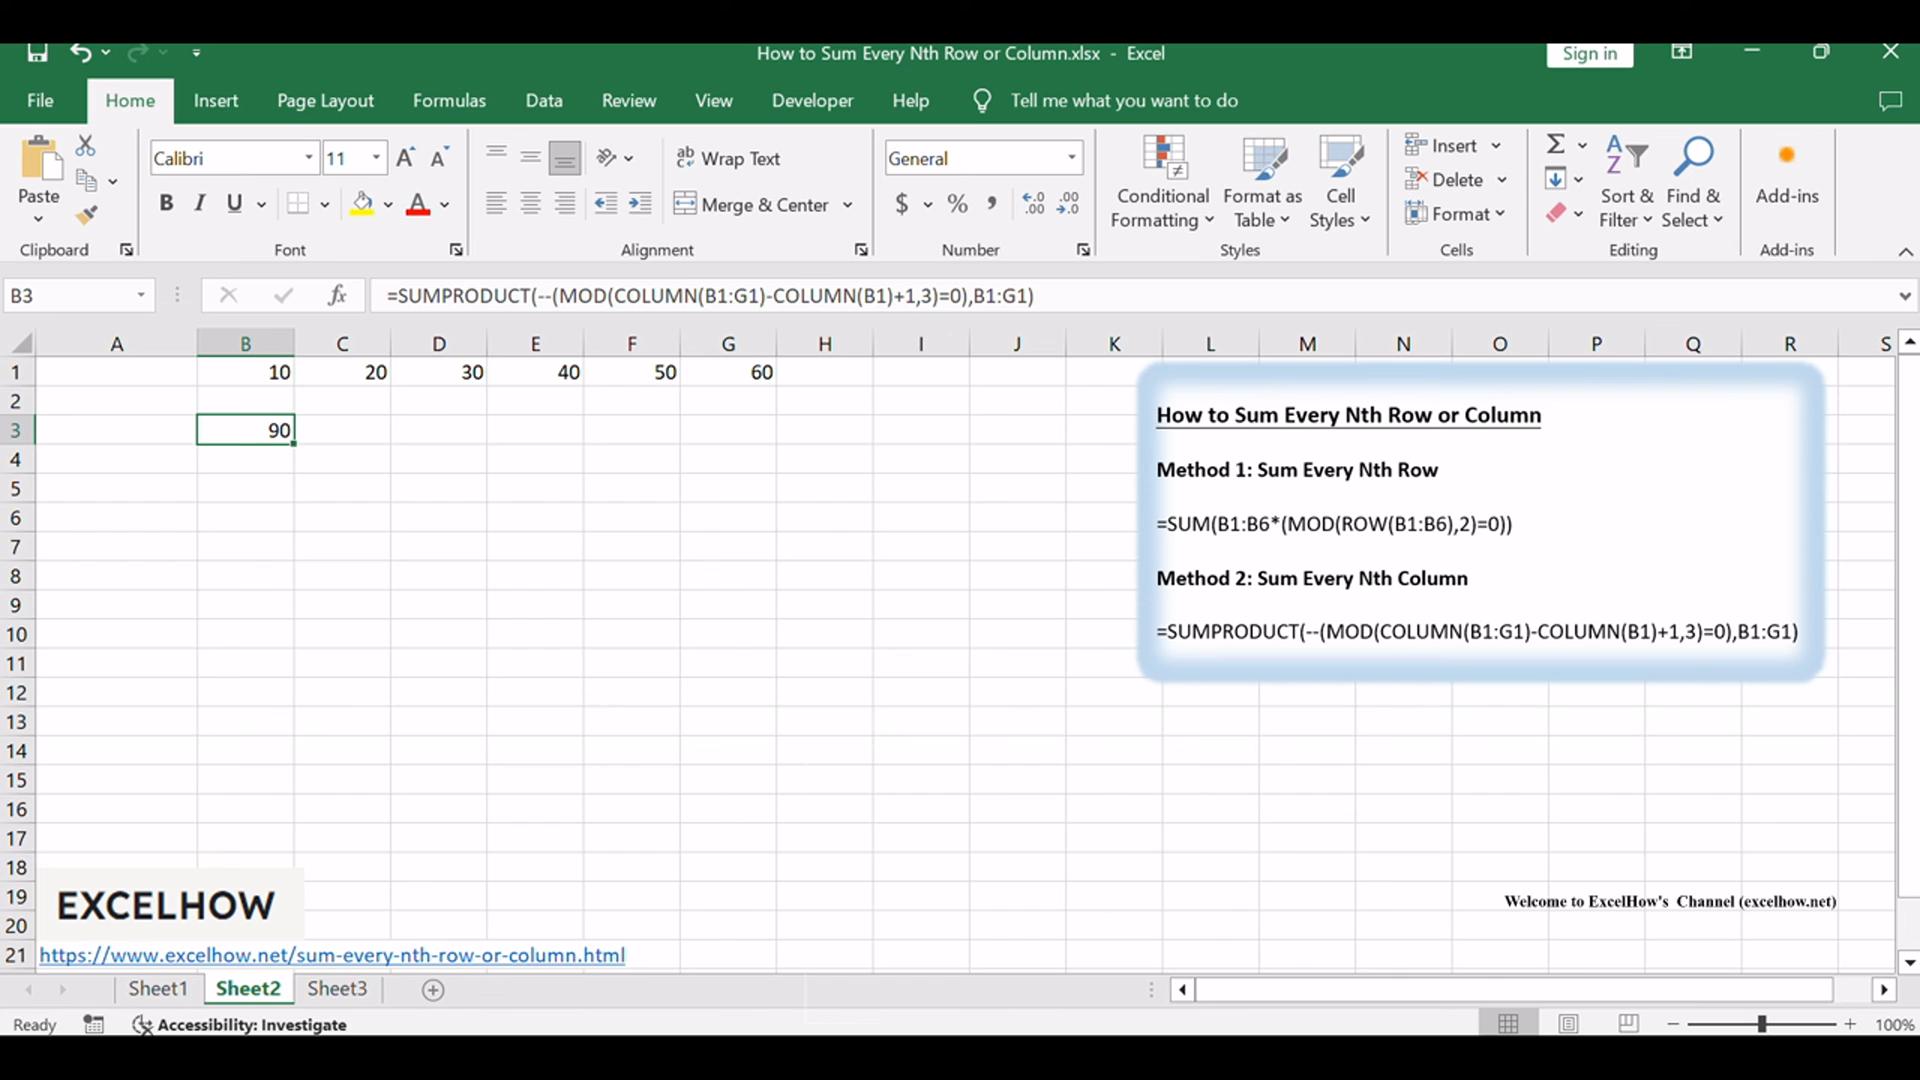 How to Sum Every Nth Row or Column.xlsx - Excel
Sign in
File Home Insert Page Layout Formulas Data Review View Developer Help Tell me what you want to do
Paste
Clipboard
Calibri 11
B I U A
Font
ab Wrap Text
Merge & Center
Alignment
General
$ % , .0 .00 .00 .0
Number
Conditional Formatting
Format as Table
Cell Styles
Styles
Insert
Delete
Format
Cells
Sort & Filter
Find & Select
Editing
Add-ins
Add-ins
B3 fx =SUMPRODUCT(--(MOD(COLUMN(B1:G1)-COLUMN(B1)+1,3)=0),B1:G1)
A B C D E F G H I J K L M N O P Q R S
1 10 20 30 40 50 60
2
3 90
4
5
6
7
8
9
10
11
12
13
14
15
16
17
18
19
20
21
How to Sum Every Nth Row or Column
Method 1: Sum Every Nth Row
=SUM(B1:B6*(MOD(ROW(B1:B6),2)=0))
Method 2: Sum Every Nth Column
=SUMPRODUCT(--(MOD(COLUMN(B1:G1)-COLUMN(B1)+1,3)=0),B1:G1)
EXCELHOW
Welcome to ExcelHow's Channel (excelhow.net)
https://www.excelhow.net/sum-every-nth-row-or-column.html
Sheet1 Sheet2 Sheet3
Ready Accessibility: Investigate 100%